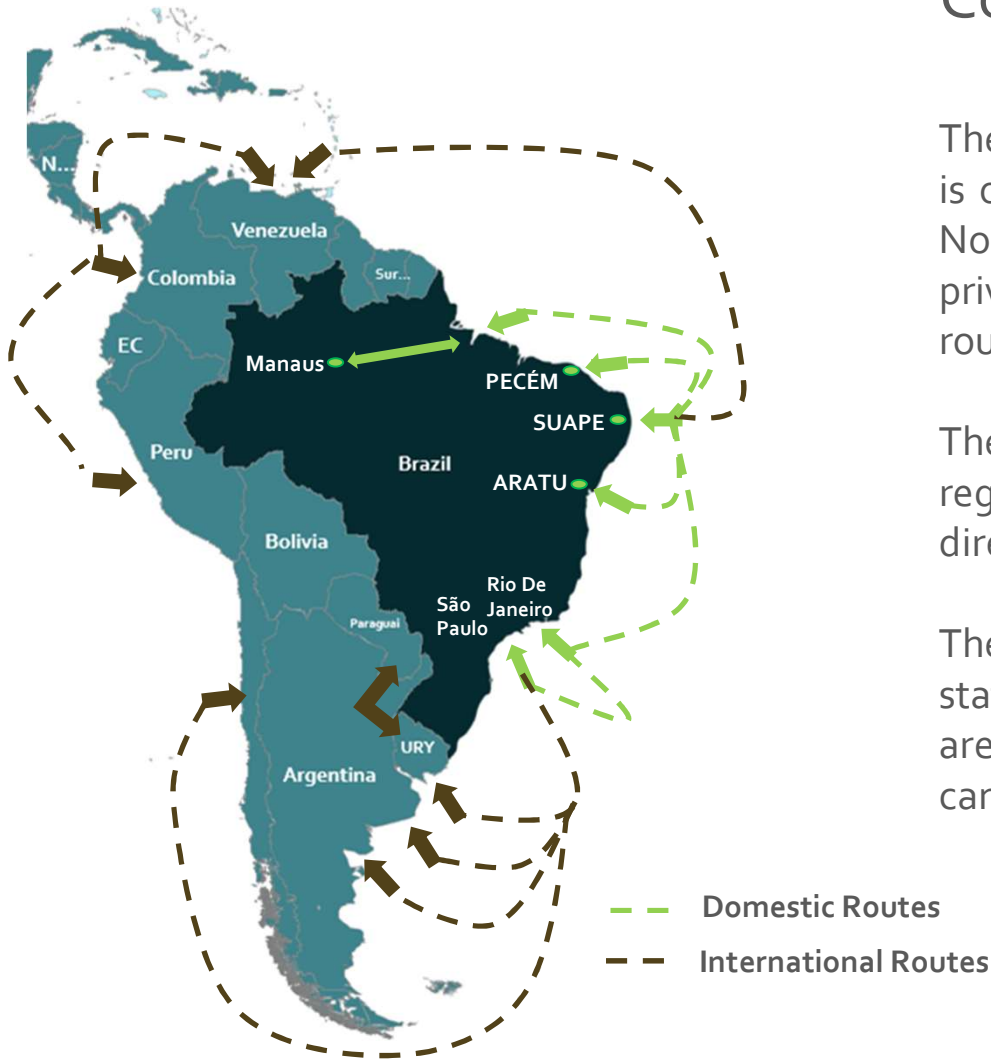 Co
The
is c
No
priv
rou
The
reg
dire
The
sta
are
car
N...
Venezuela
Colombia
Sur...
EC
Manaus
PECÉM
SUAPE
Peru
Brazil
ARATU
Bolivia
Rio De
Janeiro
São
Paulo
Paraguai
URY
Argentina
Domestic Routes
International Routes